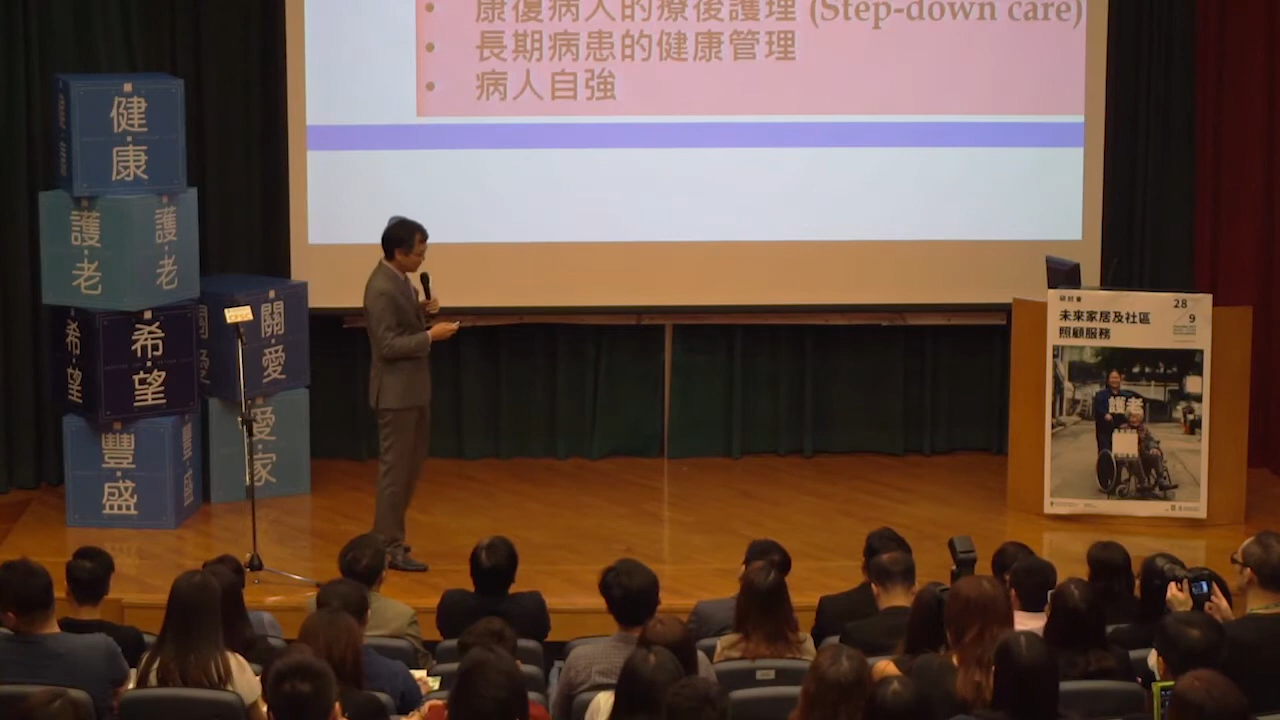 康復病人的療後護理 (Step-down care)
長期病患的健康管理
病人自強
健・康
護・老
護・老
希・望
希・望
豐・盛
關・愛
愛・家
研討會
28
9
未來家居及社區
照顧服務
護老